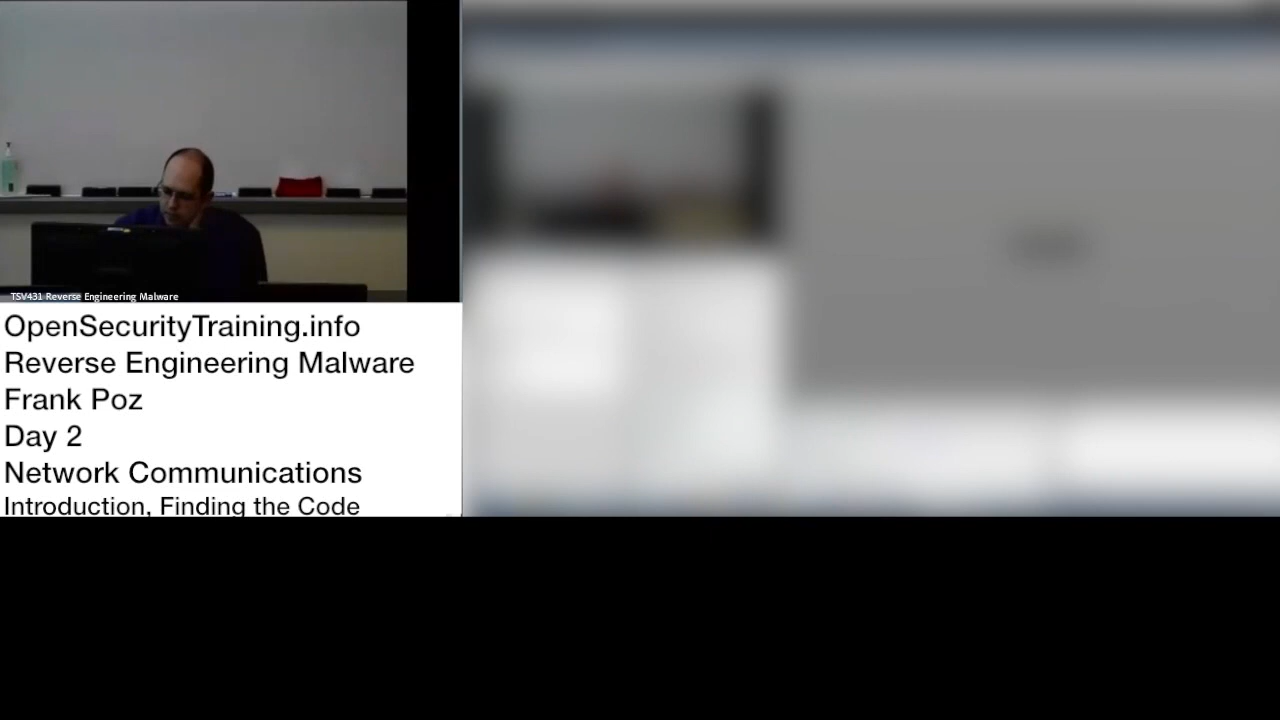 TSV431 Reverse Engineering Malware
OpenSecurityTraining.info
Reverse Engineering Malware
Frank Poz
Day 2
Network Communications
Introduction, Finding the Code